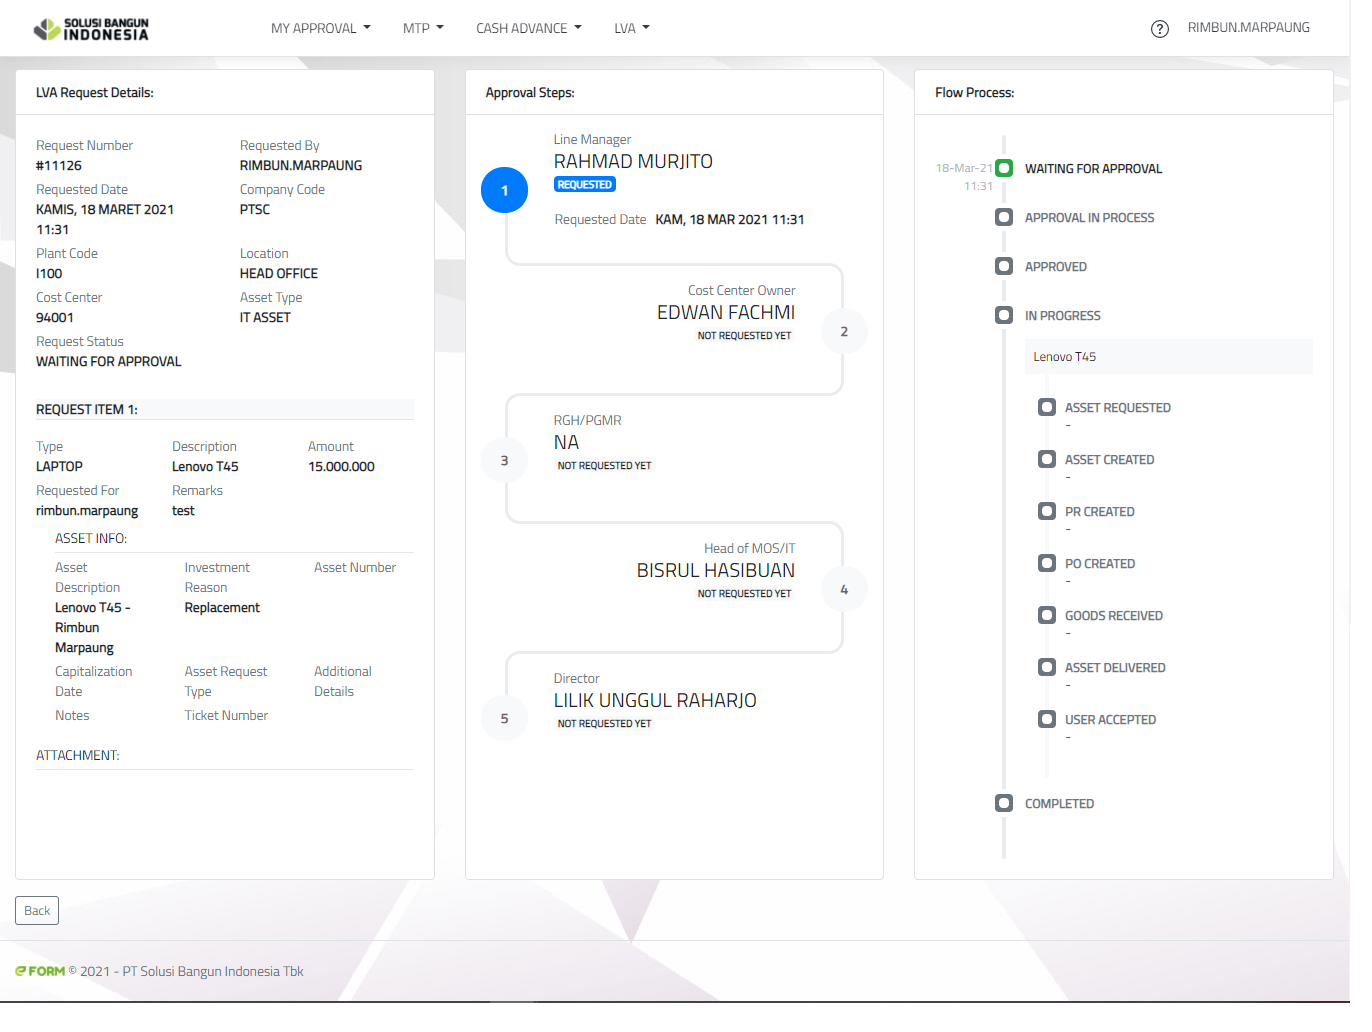 SOLUSI BANGUN
INDONESIA
MY APPROVAL
MTP
CASH ADVANCE
LVA
?
RIMBUN.MARPAUNG
LVA Request Details:
Request Number
#11126
Requested By
RIMBUN.MARPAUNG
Requested Date
KAMIS, 18 MARET 2021
11:31
Company Code
PTSC
Plant Code
I100
Location
HEAD OFFICE
Cost Center
94001
Asset Type
IT ASSET
Request Status
WAITING FOR APPROVAL
REQUEST ITEM 1:
Type
LAPTOP
Description
Lenovo T45
Amount
15.000.000
Requested For
rimbun.marpaung
Remarks
test
ASSET INFO:
Asset
Description
Lenovo T45 -
Rimbun
Marpaung
Investment
Reason
Replacement
Asset Number
Capitalization
Date
Asset Request
Type
Additional
Details
Notes
Ticket Number
ATTACHMENT:
Approval Steps:
1
Line Manager
RAHMAD MURJITO
REQUESTED
Requested Date KAM, 18 MAR 2021 11:31
Cost Center Owner
EDWAN FACHMI
NOT REQUESTED YET
2
RGH/PGMR
NA
NOT REQUESTED YET
3
Head of MOS/IT
BISRUL HASIBUAN
NOT REQUESTED YET
4
Director
LILIK UNGGUL RAHARJO
NOT REQUESTED YET
5
Flow Process:
18-Mar-21
11:31
WAITING FOR APPROVAL
APPROVAL IN PROCESS
APPROVED
IN PROGRESS
Lenovo T45
ASSET REQUESTED
-
ASSET CREATED
-
PR CREATED
-
PO CREATED
-
GOODS RECEIVED
-
ASSET DELIVERED
-
USER ACCEPTED
-
COMPLETED
Back
e FORM © 2021 - PT Solusi Bangun Indonesia Tbk